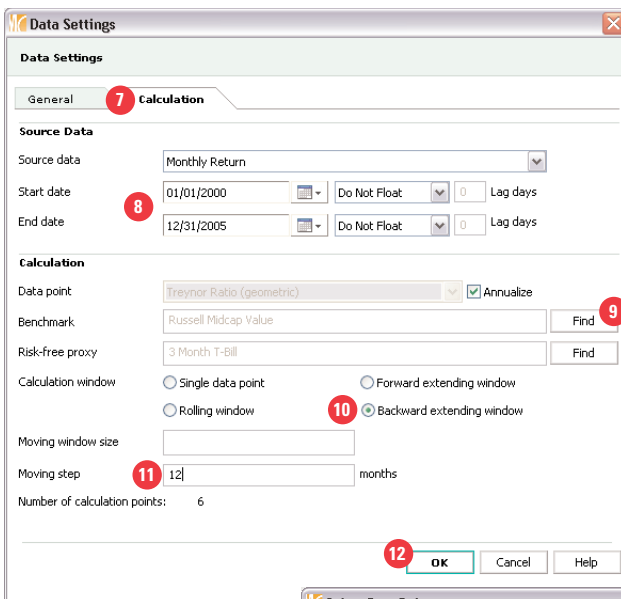 Data Settings
Data Settings
General 7 Calculation
Source Data
Source data Monthly Return
Start date 01/01/2000 Do Not Float 0 Lag days
8
End date 12/31/2005 Do Not Float 0 Lag days
Calculation
Data point Treynor Ratio (geometric) Annualize
Benchmark Russell Midcap Value Find 9
Risk-free proxy 3 Month T-Bill Find
Calculation window Single data point Forward extending window
Rolling window 10 Backward extending window
Moving window size
Moving step 11 12 months
Number of calculation points: 6
12 OK Cancel Help